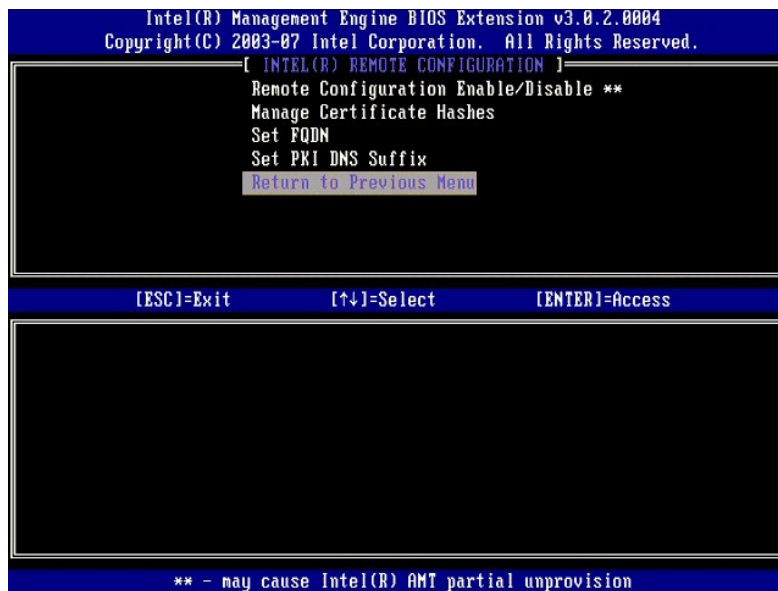 Intel(R) Management Engine BIOS Extension v3.0.2.0004
Copyright(C) 2003-07 Intel Corporation. All Rights Reserved.
[ INTEL(R) REMOTE CONFIGURATION ]
Remote Configuration Enable/Disable **
Manage Certificate Hashes
Set FQDN
Set PKI DNS Suffix
Return to Previous Menu
[ESC]=Exit [↑↓]=Select [ENTER]=Access
** - may cause Intel(R) AMT partial unprovision